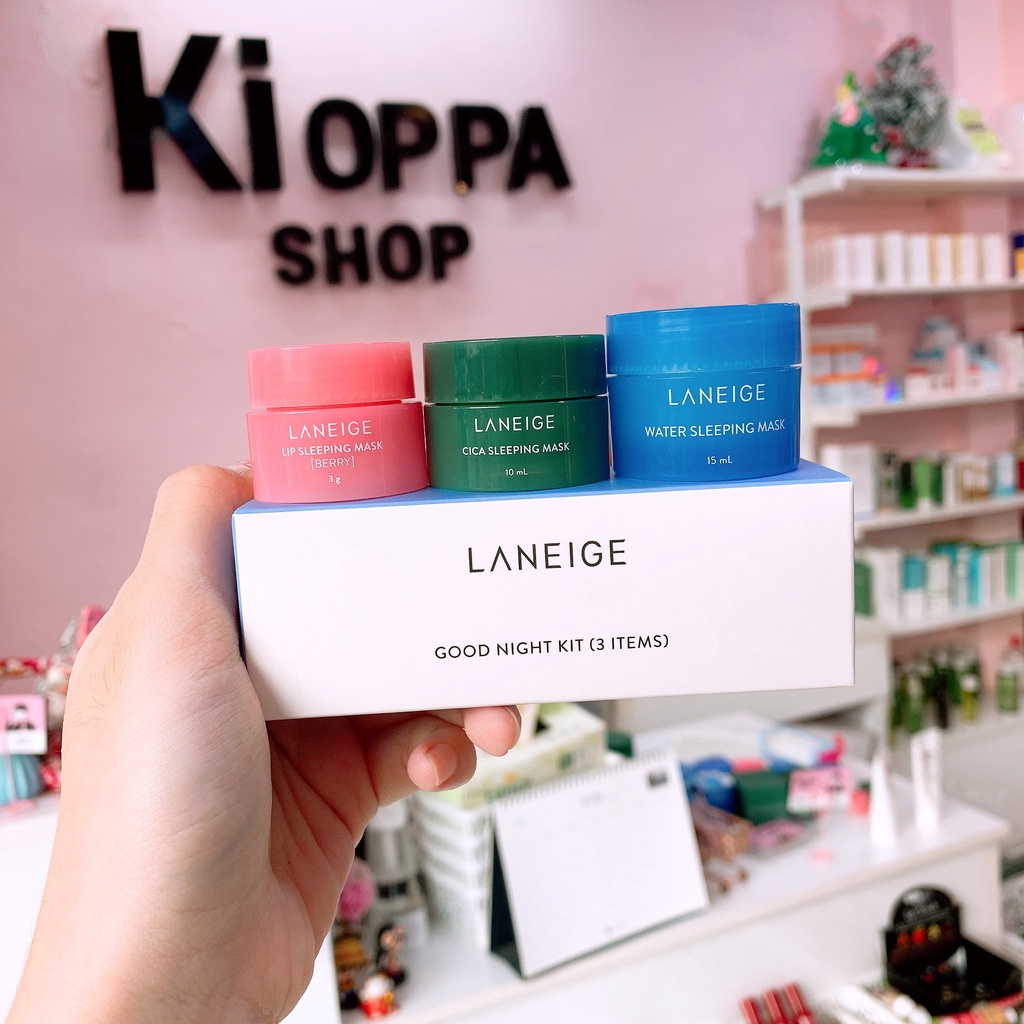 Ki OPPA
SHOP
LANEIGE
LIP SLEEPING MASK
[BERRY]
3 g
LANEIGE
CICA SLEEPING MASK
10 mL
LANEIGE
WATER SLEEPING MASK
15 mL
LANEIGE
GOOD NIGHT KIT (3 ITEMS)